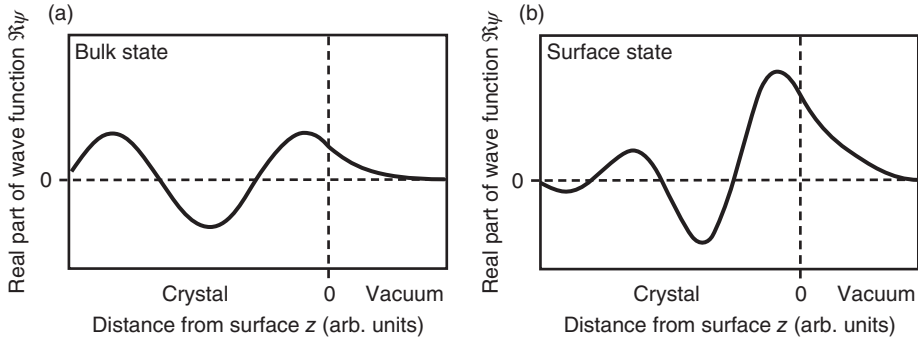 (a)
Real part of wave function ℜψ
Bulk state
0
Crystal 0 Vacuum
Distance from surface z (arb. units)
(b)
Real part of wave function ℜψ
Surface state
0
Crystal 0 Vacuum
Distance from surface z (arb. units)